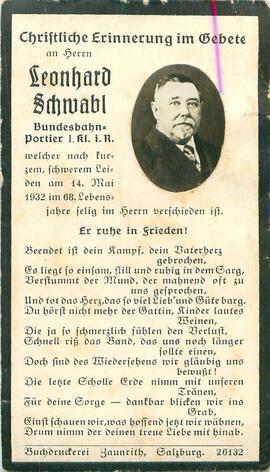 Christliche Erinnerung im Gebete
an Herrn
Leonhard
Schwabl
Bundesbahn-
Portier I. Kl. i. R.
welcher nach kur-
zem, schwerem Lei-
den am 14. Mai
1932 im 68. Lebens-
jahre selig im Herrn verschieden ist.
Er ruhe in Frieden!
Beendet ist dein Kampf, dein Vaterherz
gebrochen,
Es liegt so einsam, still und ruhig in dem Sarg,
Verstummt der Mund, der mahnend oft zu
uns gesprochen,
Und tot das Herz, das so viel Lieb' und Güte barg.
Du hörst nicht mehr der Gattin, Kinder lautes
Weinen,
Die ja so schmerzlich fühlen den Verlust,
Schnell riß das Band, das uns noch länger
sollte einen,
Doch sind des Wiedersehens wir gläubig uns
bewußt!
Die letzte Scholle Erde nimm mit unseren
Tränen,
Für deine Sorge — dankbar blicken wir ins
Grab,
Einst schauen wir, was hoffend jetzt wir wähnen
Drum nimm der deinen treue Liebe mit hinab.
Buchdruckerei Zaunrith, Salzburg. 26132